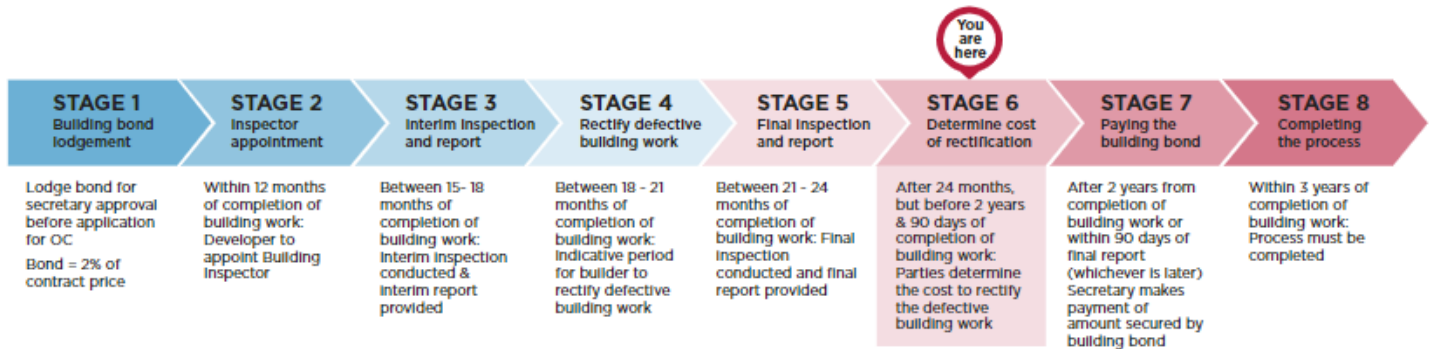 You
are
here
STAGE 1
Building bond
lodgement
Lodge bond for
secretary approval
before application
for OC
Bond = 2% of
contract price
STAGE 2
Inspector
appointment
Within 12 months
of completion of
building work:
Developer to
appoint Building
Inspector
STAGE 3
Interim inspection
and report
Between 15- 18
months of
completion of
building work:
Interim inspection
conducted &
interim report
provided
STAGE 4
Rectify defective
building work
Between 18 - 21
months of
completion of
building work:
Indicative period
for builder to
rectify defective
building work
STAGE 5
Final inspection
and report
Between 21 - 24
months of
completion of
building work: Final
inspection
conducted and final
report provided
STAGE 6
Determine cost
of rectification
After 24 months,
but before 2 years
& 90 days of
completion of
building work:
Parties determine
the cost to rectify
the defective
building work
STAGE 7
Paying the
building bond
After 2 years from
completion of
building work or
within 90 days of
final report
(whichever is later)
Secretary makes
payment of
amount secured by
building bond
STAGE 8
Completing
the process
Within 3 years of
completion of
building work:
Process must be
completed